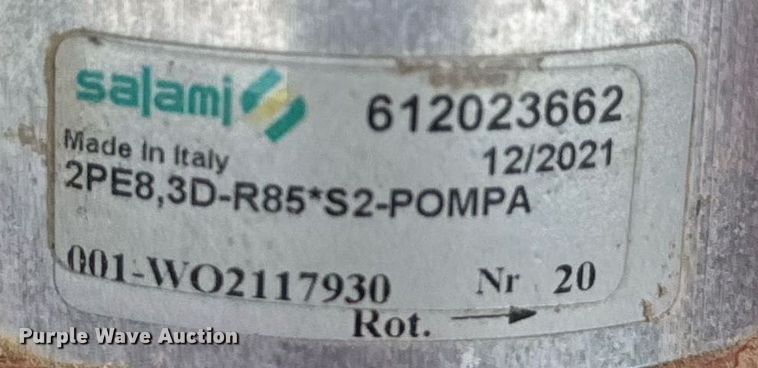 salami
612023662
Made In Italy
12/2021
2PE8,3D-R85*S2-POMPA
001-WO2117930 Nr 20
Rot.
Purple Wave Auction